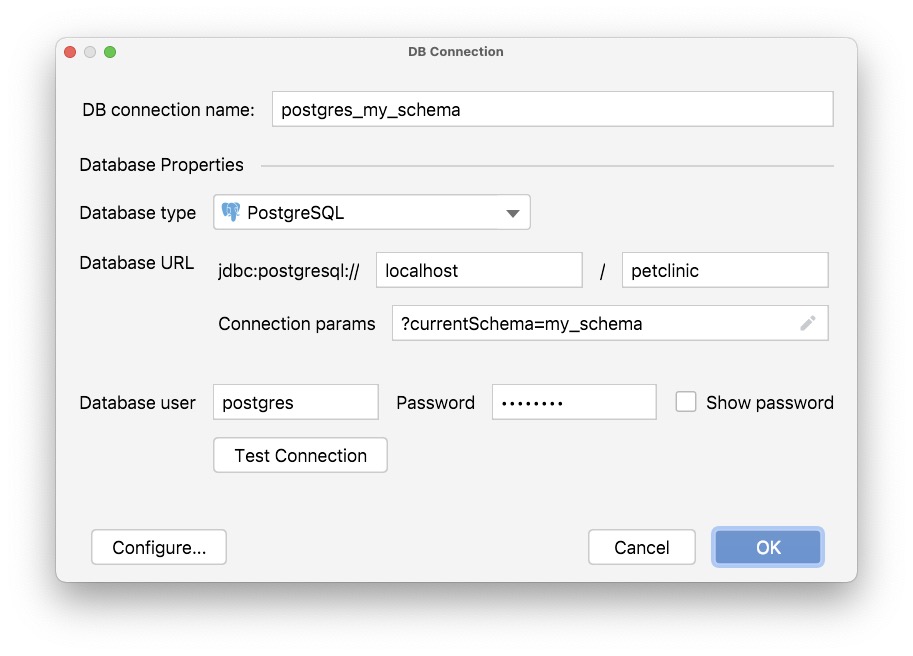 DB Connection
DB connection name: postgres_my_schema
Database Properties
Database type PostgreSQL
Database URL jdbc:postgresql:// localhost / petclinic
Connection params ?currentSchema=my_schema
Database user postgres Password •••••••• Show password
Test Connection
Configure... Cancel OK